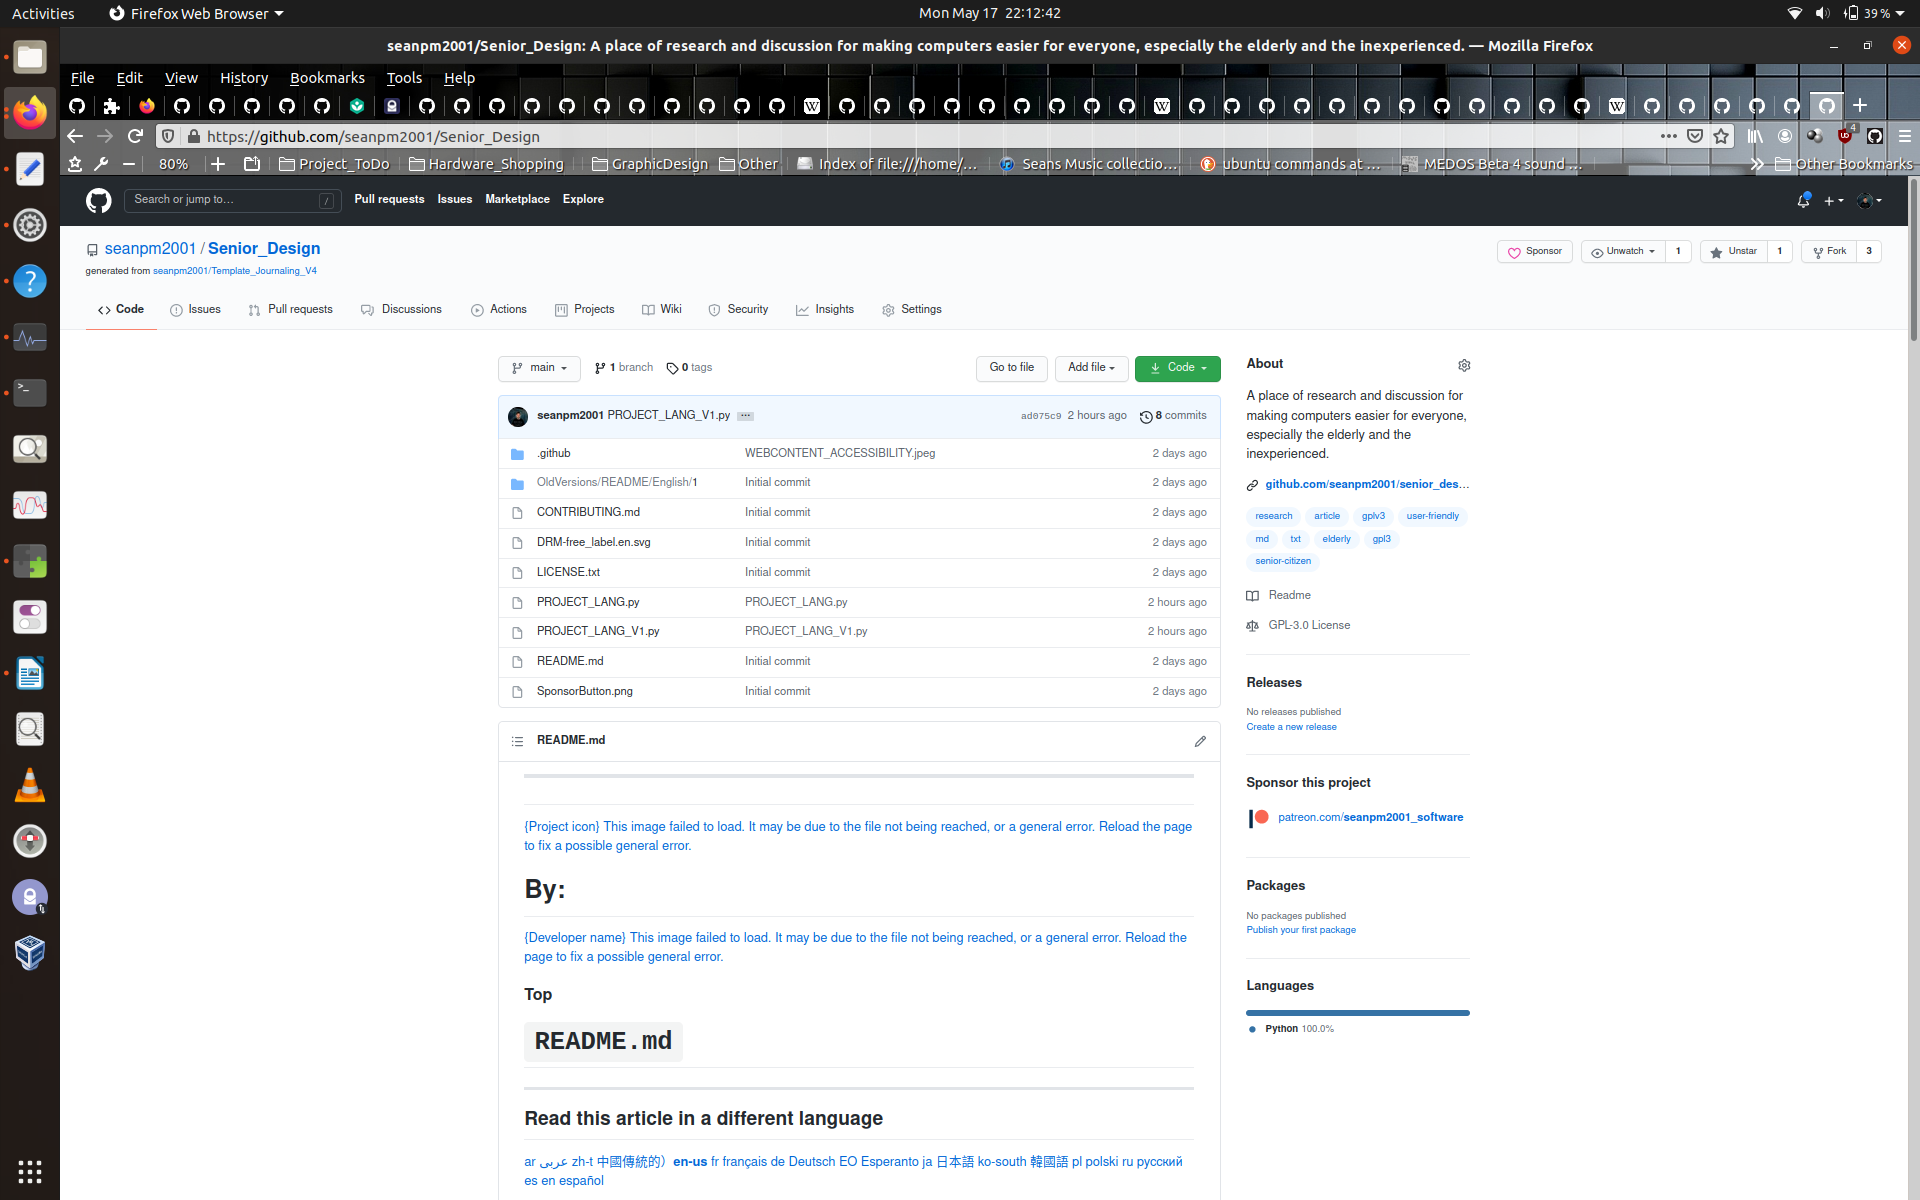 Activities Firefox Web Browser Mon May 17 22:12:42 39 %
seanpm2001/Senior_Design: A place of research and discussion for making computers easier for everyone, especially the elderly and the inexperienced. — Mozilla Firefox
File Edit View History Bookmarks Tools Help
https://github.com/seanpm2001/Senior_Design 4
80% Project_ToDo Hardware_Shopping GraphicDesign Other Index of file:///home/… Seans Music collectio… ubuntu commands at … MEDOS Beta 4 sound … Other Bookmarks
Search or jump to… / Pull requests Issues Marketplace Explore
seanpm2001 / Senior_Design Sponsor Unwatch 1 Unstar 1 Fork 3
generated from seanpm2001/Template_Journaling_V4
Code Issues Pull requests Discussions Actions Projects Wiki Security Insights Settings
main 1 branch 0 tags Go to file Add file Code
seanpm2001 PROJECT_LANG_V1.py ad075c9 2 hours ago 8 commits
.github WEBCONTENT_ACCESSIBILITY.jpeg 2 days ago
OldVersions/README/English/1 Initial commit 2 days ago
CONTRIBUTING.md Initial commit 2 days ago
DRM-free_label.en.svg Initial commit 2 days ago
LICENSE.txt Initial commit 2 days ago
PROJECT_LANG.py PROJECT_LANG.py 2 hours ago
PROJECT_LANG_V1.py PROJECT_LANG_V1.py 2 hours ago
README.md Initial commit 2 days ago
SponsorButton.png Initial commit 2 days ago
README.md
{Project icon} This image failed to load. It may be due to the file not being reached, or a general error. Reload the page
to fix a possible general error.
By:
{Developer name} This image failed to load. It may be due to the file not being reached, or a general error. Reload the
page to fix a possible general error.
Top
README.md
Read this article in a different language
ar عربى zh-t 中國傳統的） en-us fr français de Deutsch EO Esperanto ja 日本語 ko-south 韓國語 pl polski ru русский
es en español
About
A place of research and discussion for
making computers easier for everyone,
especially the elderly and the
inexperienced.
github.com/seanpm2001/senior_des…
research article gplv3 user-friendly
md txt elderly gpl3
senior-citizen
Readme
GPL-3.0 License
Releases
No releases published
Create a new release
Sponsor this project
patreon.com/seanpm2001_software
Packages
No packages published
Publish your first package
Languages
Python 100.0%